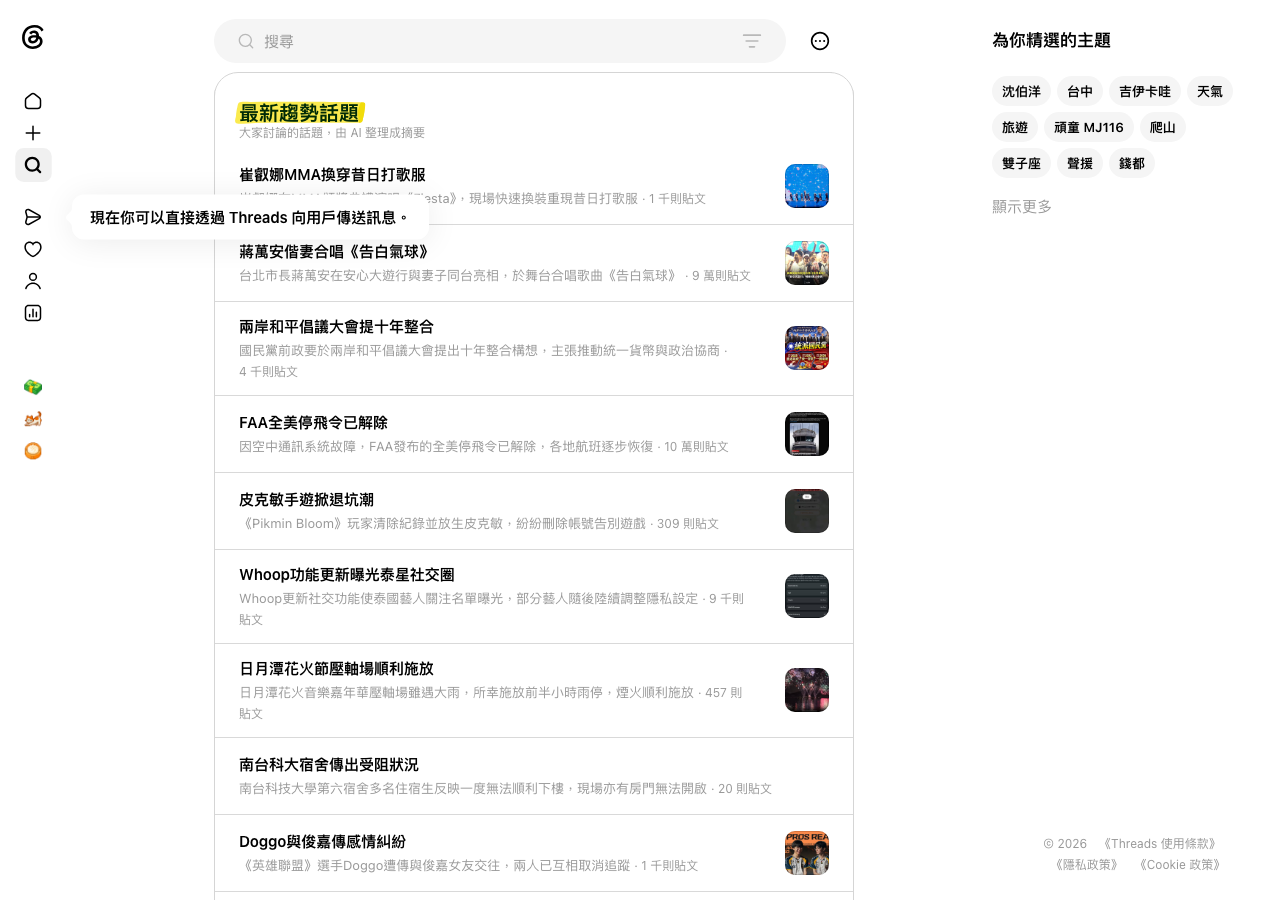 搜尋
最新趨勢話題
大家討論的話題，由 AI 整理成摘要
崔叡娜MMA換穿昔日打歌服
esta》，現場快速換裝重現昔日打歌服 · 1 千則貼文
現在你可以直接透過 Threads 向用戶傳送訊息。
蔣萬安偕妻合唱《告白氣球》
台北市長蔣萬安在安心大遊行與妻子同台亮相，於舞台合唱歌曲《告白氣球》 · 9 萬則貼文
兩岸和平倡議大會提十年整合
國民黨前政要於兩岸和平倡議大會提出十年整合構想，主張推動統一貨幣與政治協商 ·
4 千則貼文
FAA全美停飛令已解除
因空中通訊系統故障，FAA發布的全美停飛令已解除，各地航班逐步恢復 · 10 萬則貼文
皮克敏手遊掀退坑潮
《Pikmin Bloom》玩家清除紀錄並放生皮克敏，紛紛刪除帳號告別遊戲 · 309 則貼文
Whoop功能更新曝光泰星社交圈
Whoop更新社交功能使泰國藝人關注名單曝光，部分藝人隨後陸續調整隱私設定 · 9 千則
貼文
日月潭花火節壓軸場順利施放
日月潭花火音樂嘉年華壓軸場雖遇大雨，所幸施放前半小時雨停，煙火順利施放 · 457 則
貼文
南台科大宿舍傳出受阻狀況
南台科技大學第六宿舍多名住宿生反映一度無法順利下樓，現場亦有房門無法開啟 · 20 則貼文
Doggo與俊嘉傳感情糾紛
《英雄聯盟》選手Doggo遭傳與俊嘉女友交往，兩人已互相取消追蹤 · 1 千則貼文
為你精選的主題
沈伯洋 台中 吉伊卡哇 天氣
旅遊 頑童 MJ116 爬山
雙子座 聲援 錢都
顯示更多
© 2026 《Threads 使用條款》
《隱私政策》 《Cookie 政策》